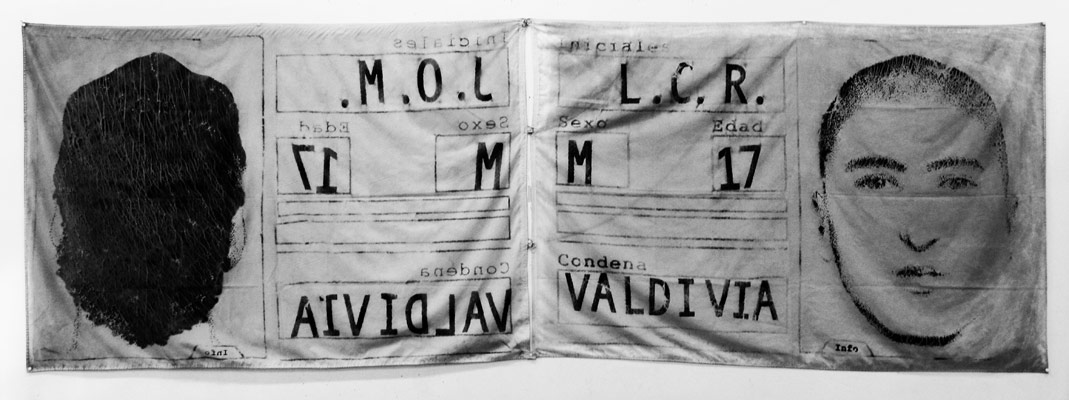 Iniciales
L.O.M.
Edad Sexo
17 M
Condena
VALDIVIA
Info
Iniciales
L.C.R.
Sexo Edad
M 17
Condena
VALDIVIA
Info